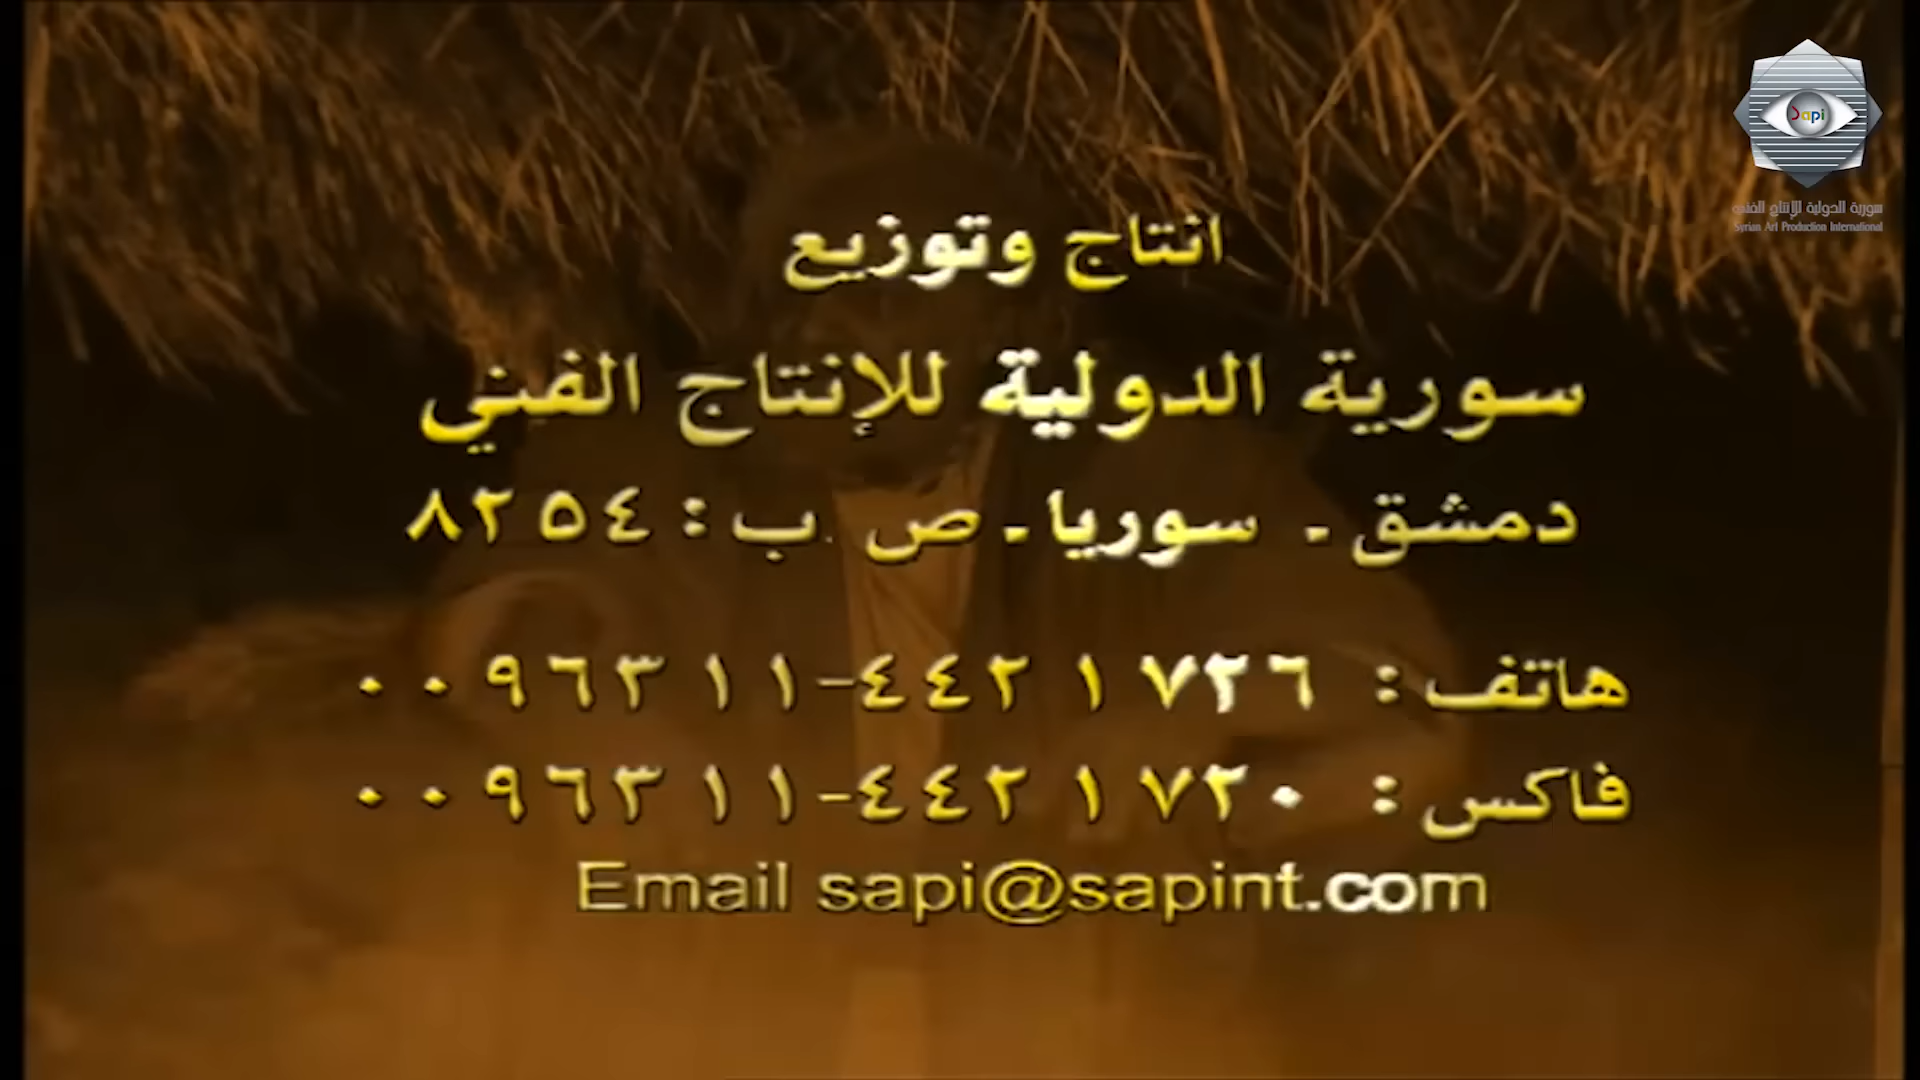 Sapi
سورية الدولية للإنتاج الفني
Syrian Art Production International
انتاج وتوزيع
سورية الدولية للإنتاج الفني
دمشق - سوريا - ص . ب : ٨٢٥٤
هاتف : ٠٠٩٦٣١١-٤٤٢١٧٢٦
فاكس : ٠٠٩٦٣١١-٤٤٢١٧٢٠
Email sapi@sapint.com